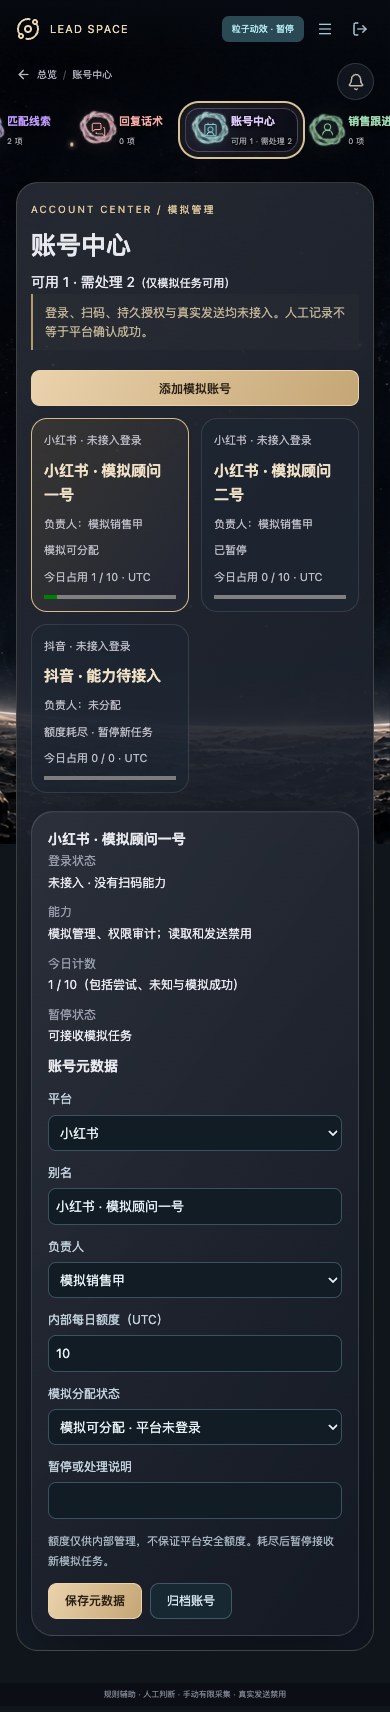 LEAD SPACE
粒子动效 · 暂停
总览 / 账号中心
匹配线索
2 项
回复话术
0 项
账号中心
可用 1 · 需处理 2
销售跟进
0 项
ACCOUNT CENTER / 模拟管理
账号中心
可用 1 · 需处理 2（仅模拟任务可用）
登录、扫码、持久授权与真实发送均未接入。人工记录不
等于平台确认成功。
添加模拟账号
小红书 · 未接入登录
小红书 · 模拟顾问
一号
负责人：模拟销售甲
模拟可分配
今日占用 1 / 10 · UTC
小红书 · 未接入登录
小红书 · 模拟顾问
二号
负责人：模拟销售甲
已暂停
今日占用 0 / 10 · UTC
抖音 · 未接入登录
抖音 · 能力待接入
负责人：未分配
额度耗尽 · 暂停新任务
今日占用 0 / 0 · UTC
小红书 · 模拟顾问一号
登录状态
未接入 · 没有扫码能力
能力
模拟管理、权限审计；读取和发送禁用
今日计数
1 / 10（包括尝试、未知与模拟成功）
暂停状态
可接收模拟任务
账号元数据
平台
小红书
别名
小红书 · 模拟顾问一号
负责人
模拟销售甲
内部每日额度（UTC）
10
模拟分配状态
模拟可分配 · 平台未登录
暂停或处理说明
额度仅供内部管理，不保证平台安全额度。耗尽后暂停接收
新模拟任务。
保存元数据
归档账号
规则辅助 · 人工判断 · 手动有限采集 · 真实发送禁用